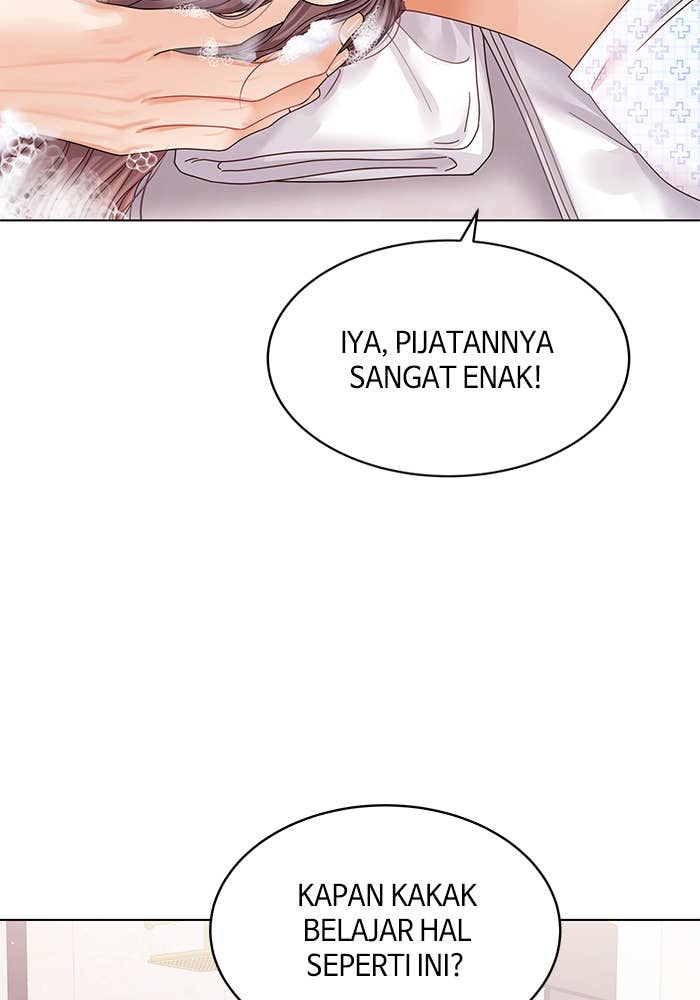 IYA, PIJATANNYA
SANGAT ENAK!
KAPAN KAKAK
BELAJAR HAL
SEPERTI INI?